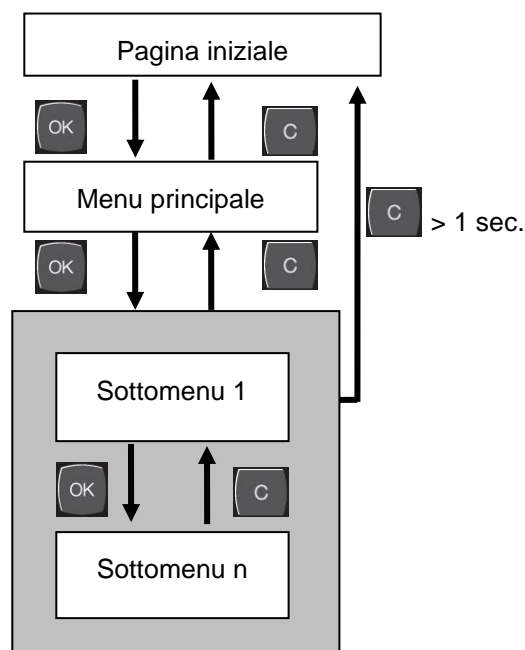 Pagina iniziale
OK
C
Menu principale
C
> 1 sec.
OK
C
Sottomenu 1
OK
C
Sottomenu n